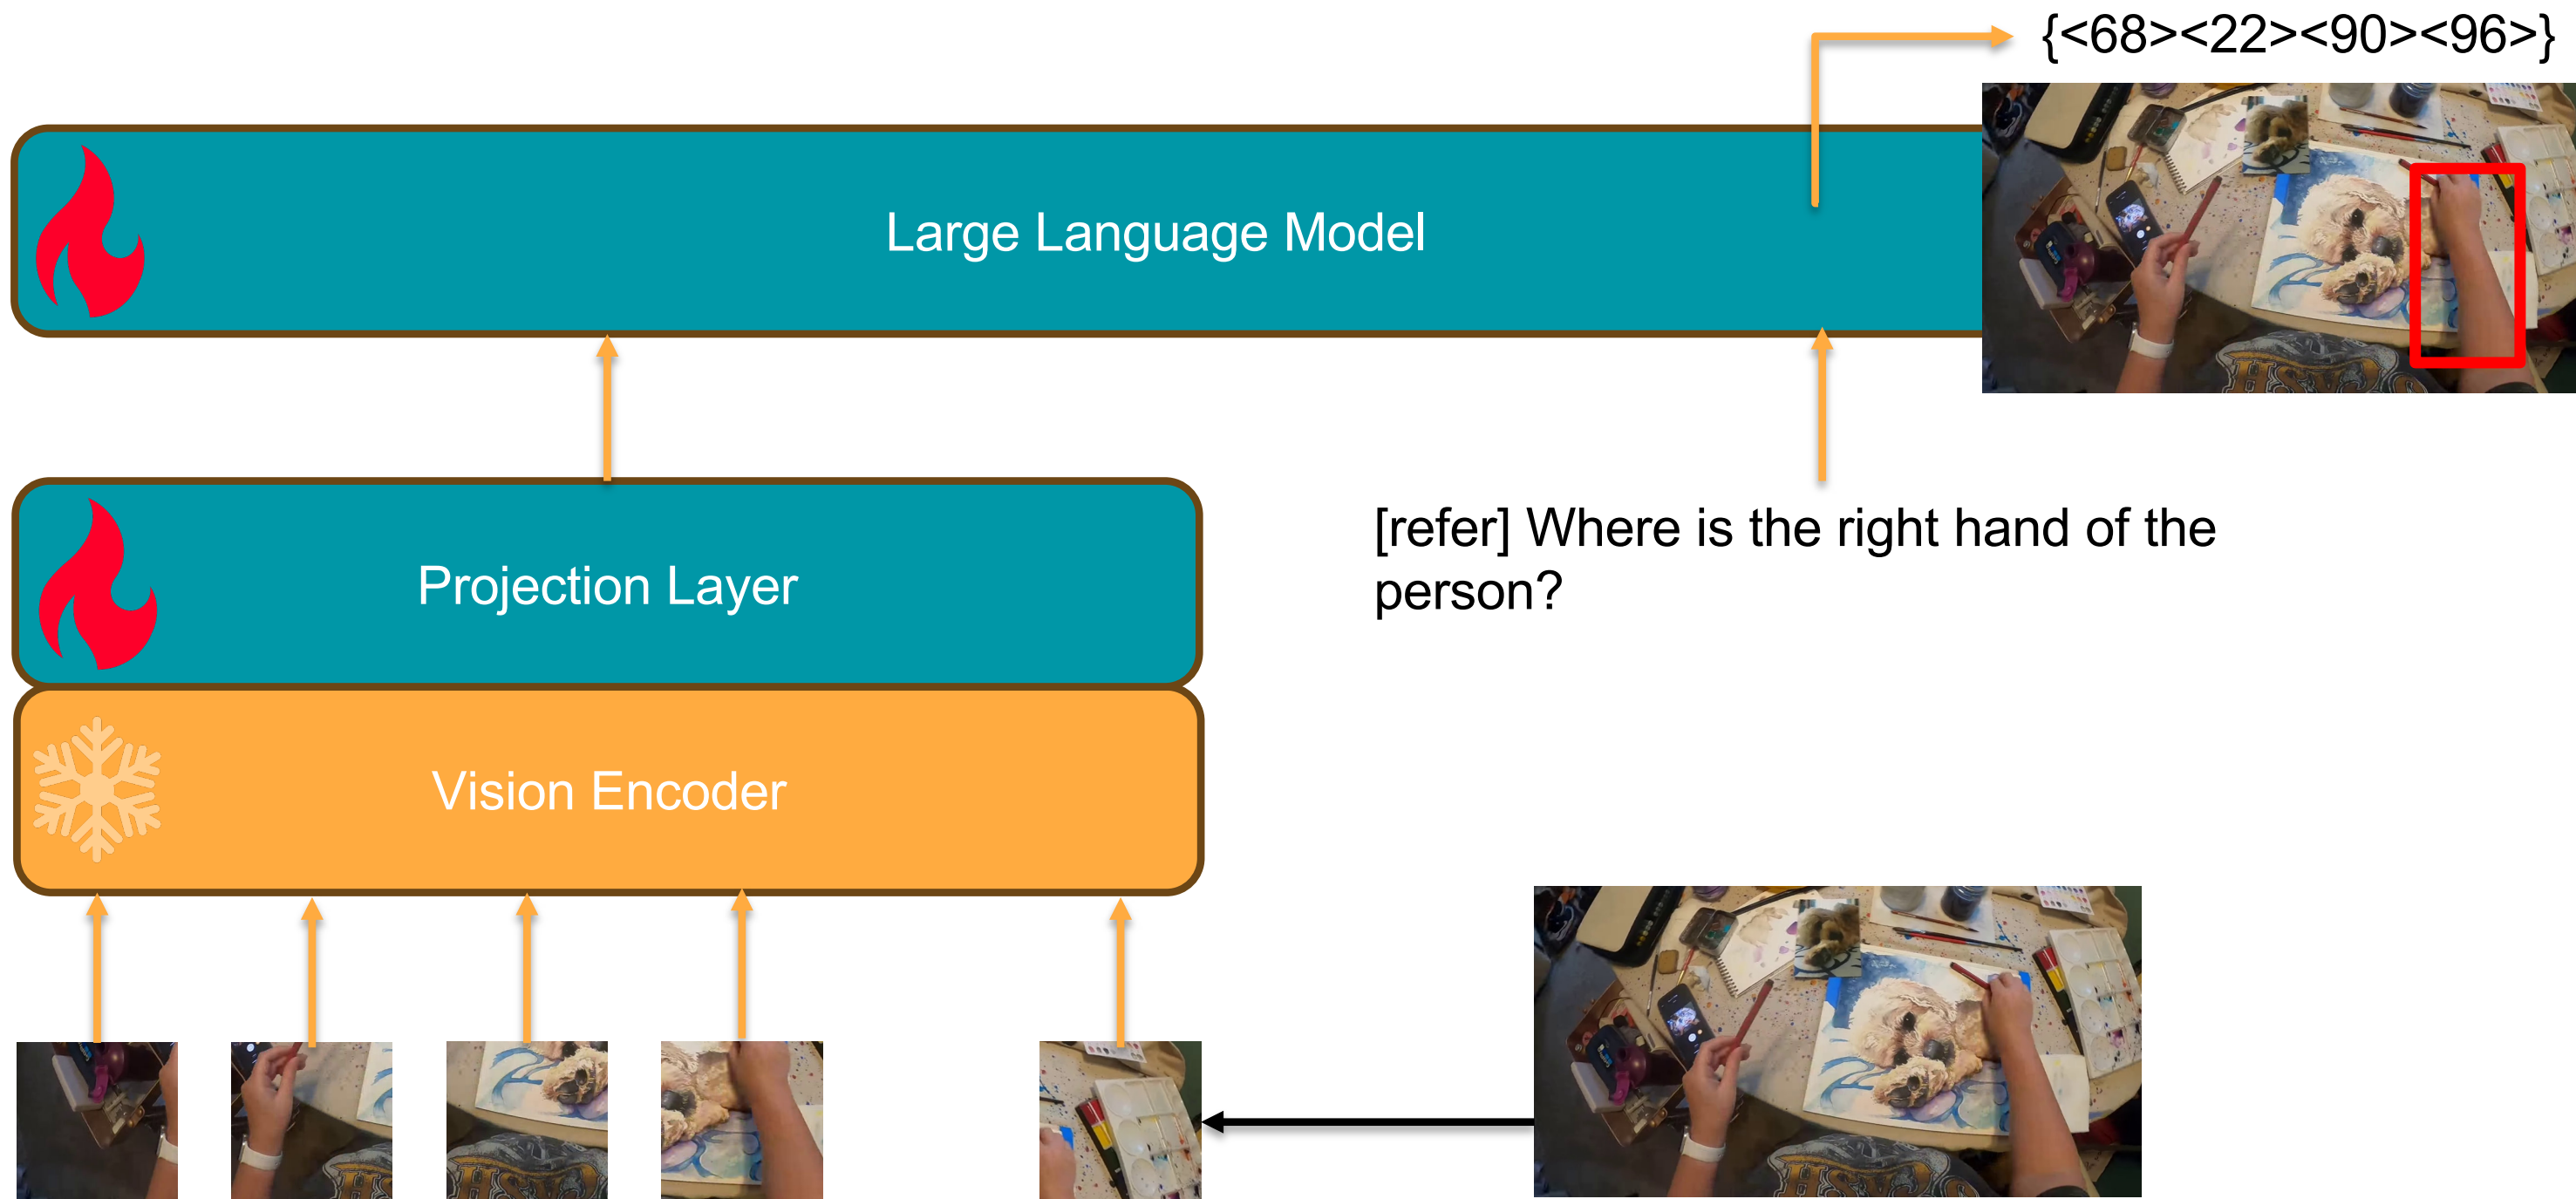 {<68><22><90><96>}
Large Language Model
[refer] Where is the right hand of the
person?
Projection Layer
Vision Encoder